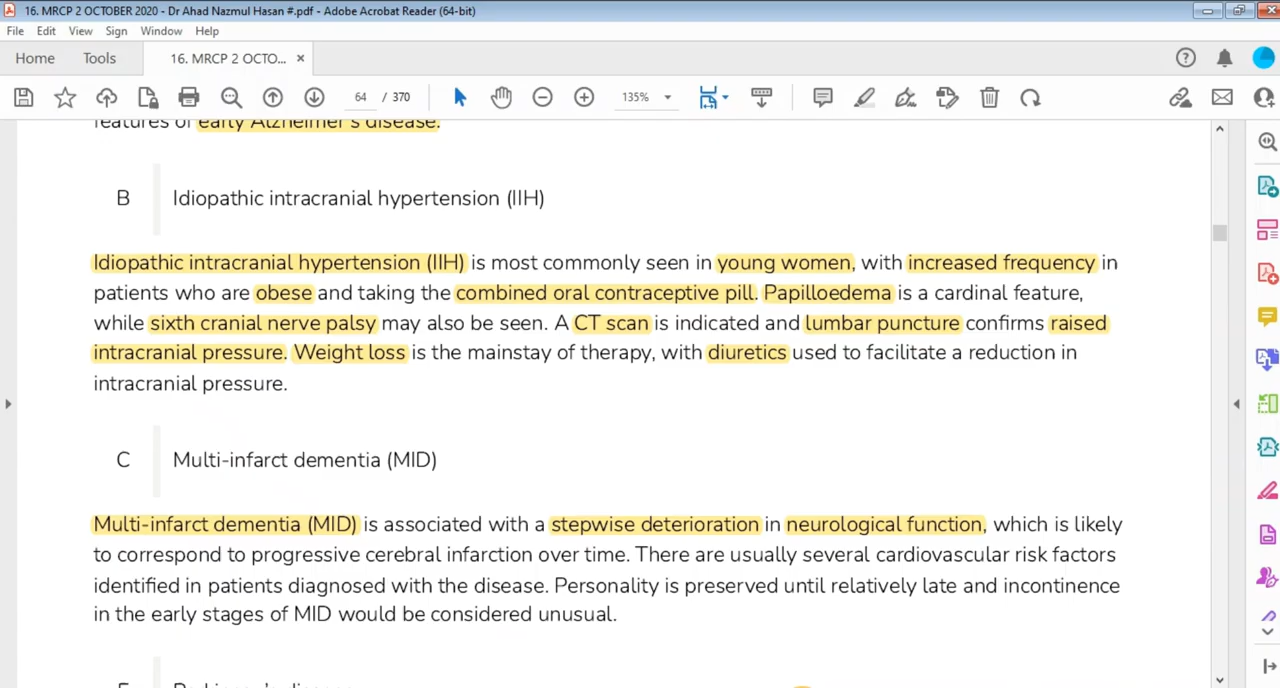 16. MRCP 2 OCTOBER 2020 - Dr Ahad Nazmul Hasan #.pdf - Adobe Acrobat Reader (64-bit)
File Edit View Sign Window Help
Home Tools 16. MRCP 2 OCTO... ×
64 / 370 135%
features of early Alzheimer's disease.
B Idiopathic intracranial hypertension (IIH)
Idiopathic intracranial hypertension (IIH) is most commonly seen in young women, with increased frequency in
patients who are obese and taking the combined oral contraceptive pill. Papilloedema is a cardinal feature,
while sixth cranial nerve palsy may also be seen. A CT scan is indicated and lumbar puncture confirms raised
intracranial pressure. Weight loss is the mainstay of therapy, with diuretics used to facilitate a reduction in
intracranial pressure.
C Multi-infarct dementia (MID)
Multi-infarct dementia (MID) is associated with a stepwise deterioration in neurological function, which is likely
to correspond to progressive cerebral infarction over time. There are usually several cardiovascular risk factors
identified in patients diagnosed with the disease. Personality is preserved until relatively late and incontinence
in the early stages of MID would be considered unusual.